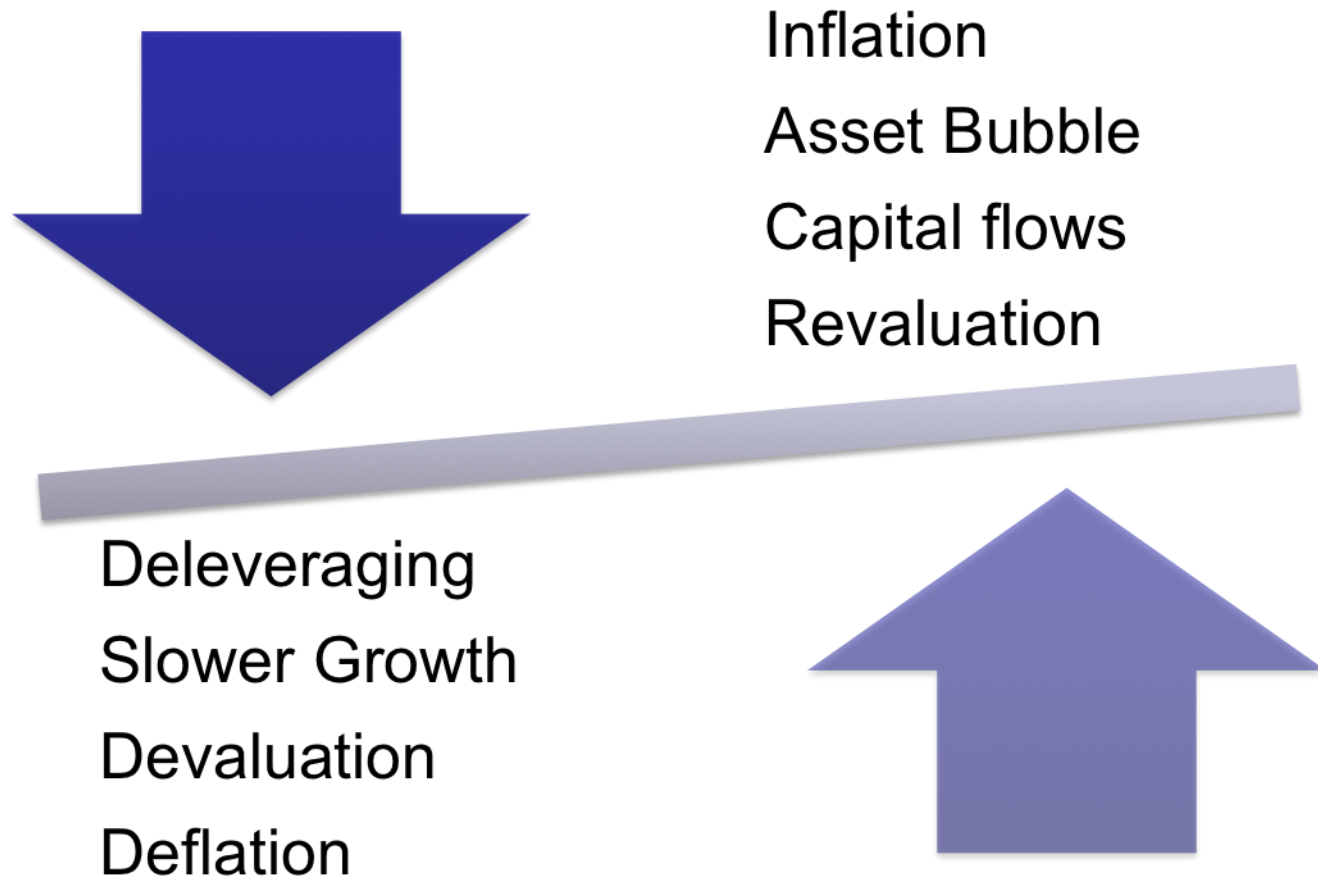 Inflation
Asset Bubble
Capital flows
Revaluation
Deleveraging
Slower Growth
Devaluation
Deflation